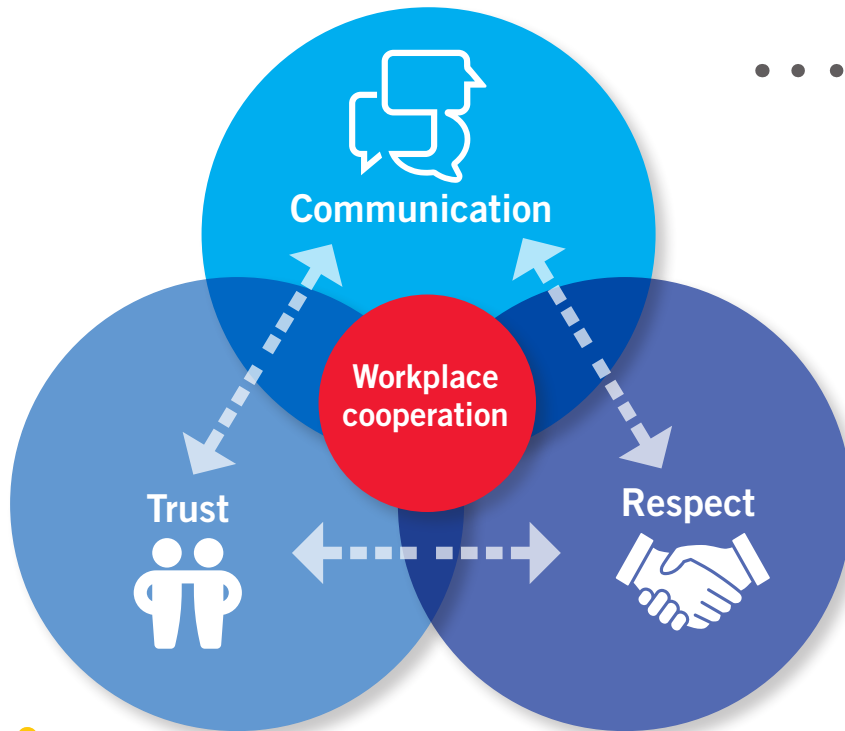 Communication
Workplace
cooperation
Trust
Respect